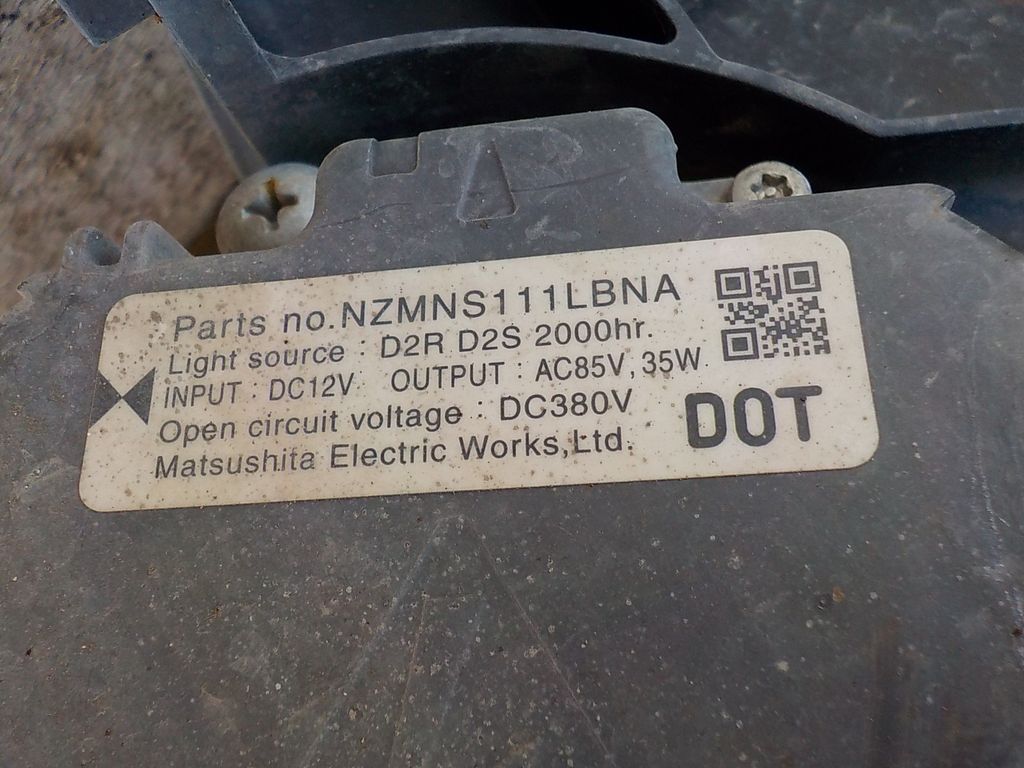 Parts no.NZMNS111LBNA
Light source : D2R D2S 2000hr.
INPUT : DC12V OUTPUT : AC85V, 35W
Open circuit voltage : DC380V
Matsushita Electric Works,Ltd.
DOT